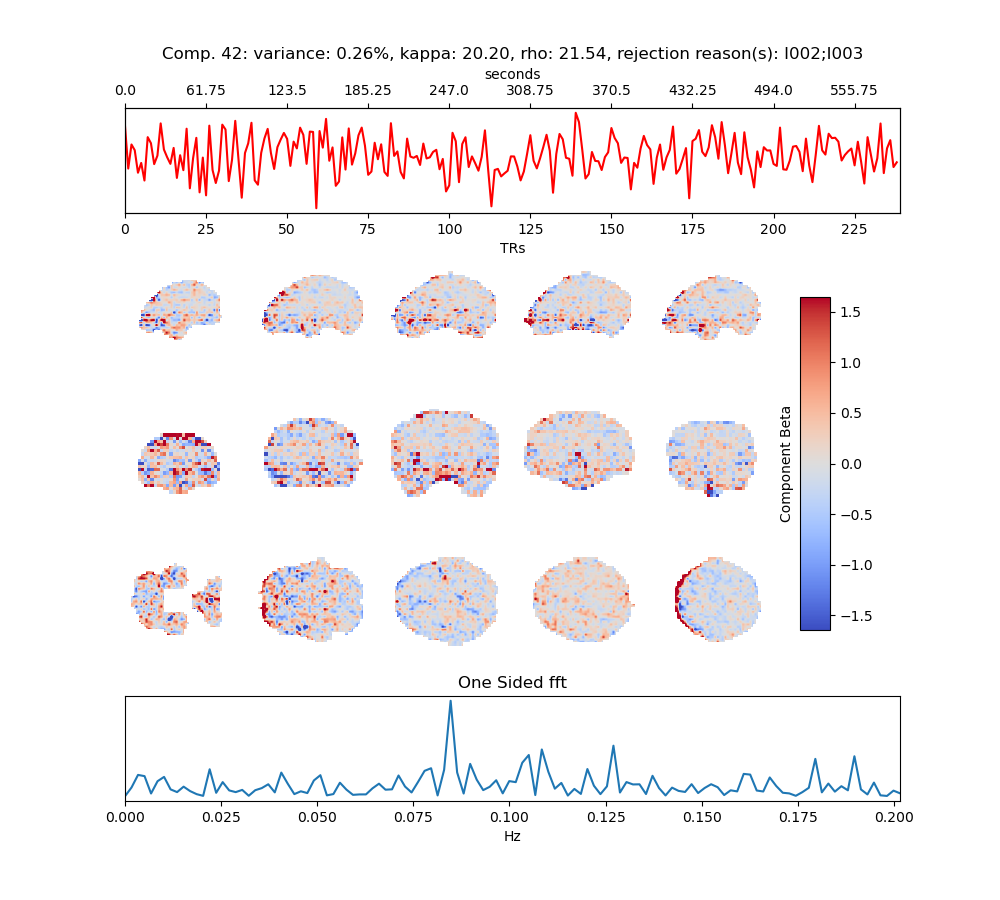 Comp. 42: variance: 0.26%, kappa: 20.20, rho: 21.54, rejection reason(s): I002;I003
seconds
0.0 61.75 123.5 185.25 247.0 308.75 370.5 432.25 494.0 555.75
0 25 50 75 100 125 150 175 200 225
TRs
1.5
1.0
0.5
0.0
−0.5
−1.0
−1.5
Component Beta
One Sided fft
0.000 0.025 0.050 0.075 0.100 0.125 0.150 0.175 0.200
Hz